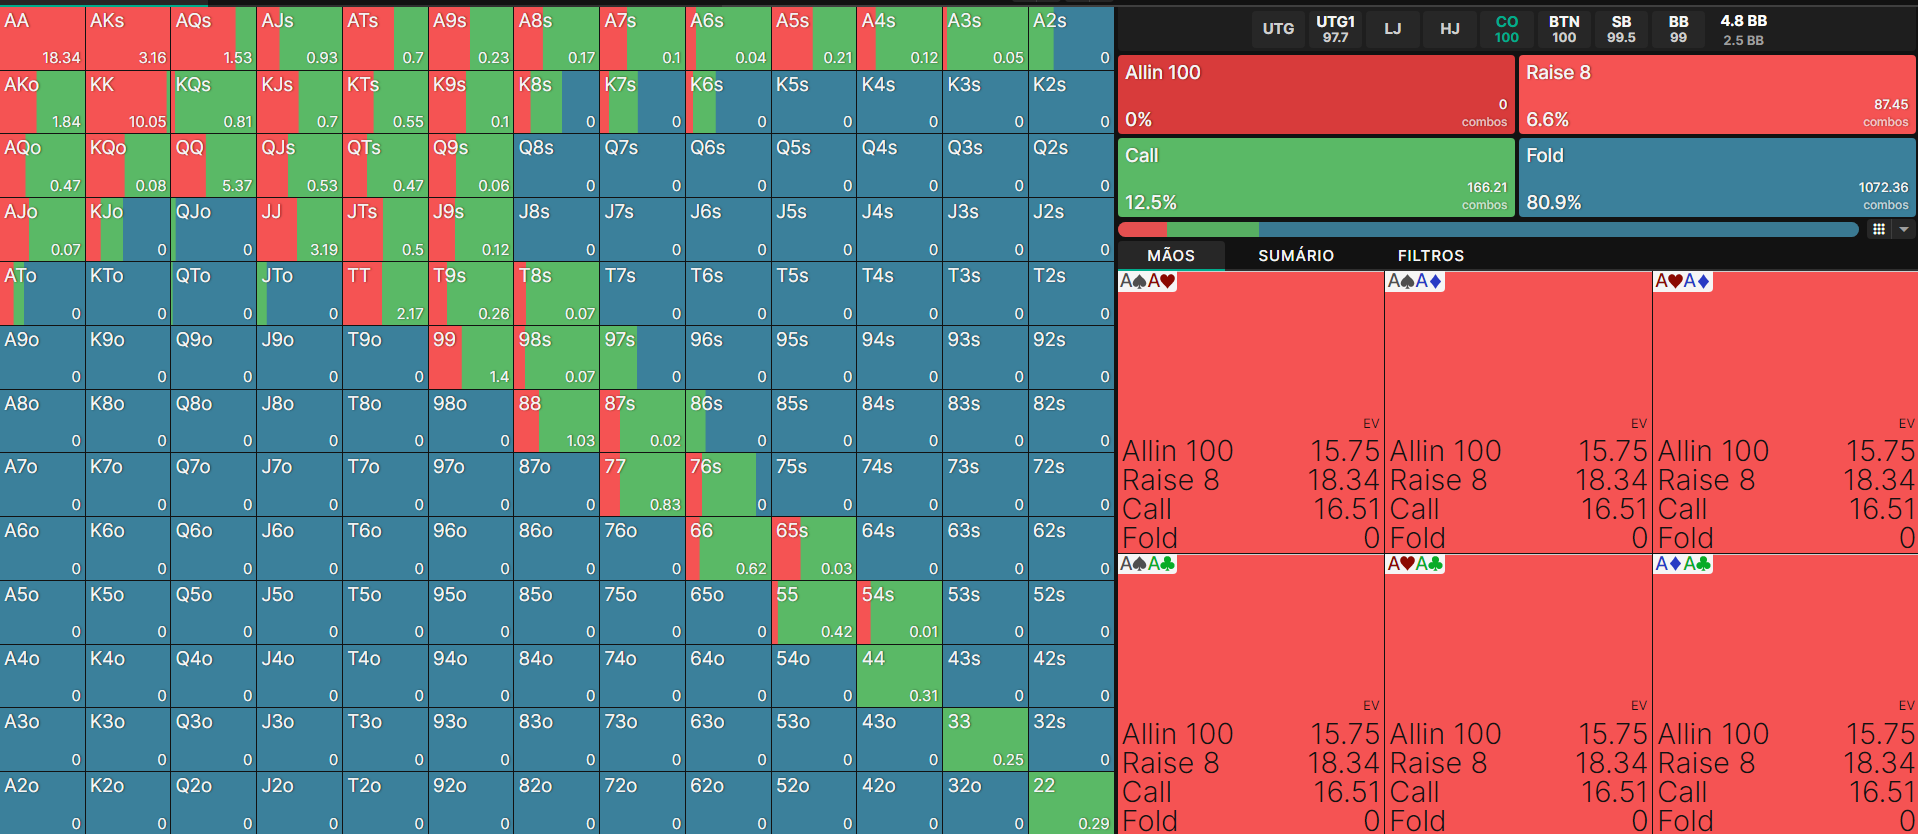 AA AKs AQs AJs ATs A9s A8s A7s A6s A5s A4s A3s A2s
18.34 3.16 1.53 0.93 0.7 0.23 0.17 0.1 0.04 0.21 0.12 0.05 0
AKo KK KQs KJs KTs K9s K8s K7s K6s K5s K4s K3s K2s
1.84 10.05 0.81 0.7 0.55 0.1 0 0 0 0 0 0 0
AQo KQo QQ QJs QTs Q9s Q8s Q7s Q6s Q5s Q4s Q3s Q2s
0.47 0.08 5.37 0.53 0.47 0.06 0 0 0 0 0 0 0
AJo KJo QJo JJ JTs J9s J8s J7s J6s J5s J4s J3s J2s
0.07 0 0 3.19 0.5 0.12 0 0 0 0 0 0 0
ATo KTo QTo JTo TT T9s T8s T7s T6s T5s T4s T3s T2s
0 0 0 0 2.17 0.26 0.07 0 0 0 0 0 0
A9o K9o Q9o J9o T9o 99 98s 97s 96s 95s 94s 93s 92s
0 0 0 0 0 1.4 0.07 0 0 0 0 0 0
A8o K8o Q8o J8o T8o 98o 88 87s 86s 85s 84s 83s 82s
0 0 0 0 0 0 1.03 0.02 0 0 0 0 0
A7o K7o Q7o J7o T7o 97o 87o 77 76s 75s 74s 73s 72s
0 0 0 0 0 0 0 0.83 0 0 0 0 0
A6o K6o Q6o J6o T6o 96o 86o 76o 66 65s 64s 63s 62s
0 0 0 0 0 0 0 0 0.62 0.03 0 0 0
A5o K5o Q5o J5o T5o 95o 85o 75o 65o 55 54s 53s 52s
0 0 0 0 0 0 0 0 0 0.42 0.01 0 0
A4o K4o Q4o J4o T4o 94o 84o 74o 64o 54o 44 43s 42s
0 0 0 0 0 0 0 0 0 0 0.31 0 0
A3o K3o Q3o J3o T3o 93o 83o 73o 63o 53o 43o 33 32s
0 0 0 0 0 0 0 0 0 0 0 0.25 0
A2o K2o Q2o J2o T2o 92o 82o 72o 62o 52o 42o 32o 22
0 0 0 0 0 0 0 0 0 0 0 0 0.29
UTG UTG1 LJ HJ CO BTN SB BB 4.8 BB
97.7 100 100 99.5 99 2.5 BB
Allin 100 Raise 8
0 87.45
0% combos 6.6% combos
Call Fold
166.21 1072.36
12.5% combos 80.9% combos
MÃOS SUMÁRIO FILTROS
A♠A♥ A♠A♦ A♥A♦
EV EV EV
Allin 100 15.75 Allin 100 15.75 Allin 100 15.75
Raise 8 18.34 Raise 8 18.34 Raise 8 18.34
Call 16.51 Call 16.51 Call 16.51
Fold 0 Fold 0 Fold 0
A♠A♣ A♥A♣ A♦A♣
EV EV EV
Allin 100 15.75 Allin 100 15.75 Allin 100 15.75
Raise 8 18.34 Raise 8 18.34 Raise 8 18.34
Call 16.51 Call 16.51 Call 16.51
Fold 0 Fold 0 Fold 0